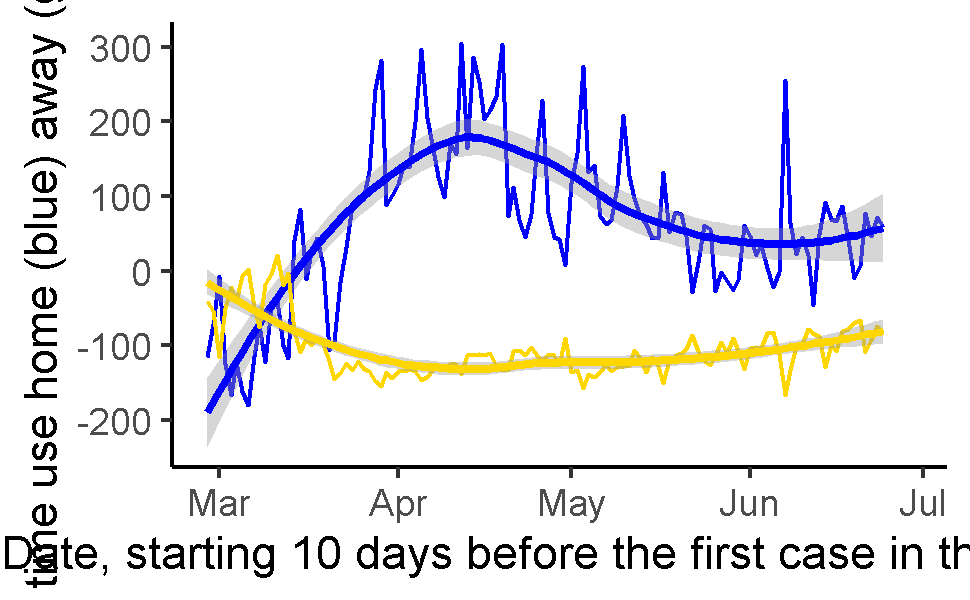 time use home (blue) away (
300
200
100
0
-100
-200
Mar Apr May Jun Jul
Date, starting 10 days before the first case in th